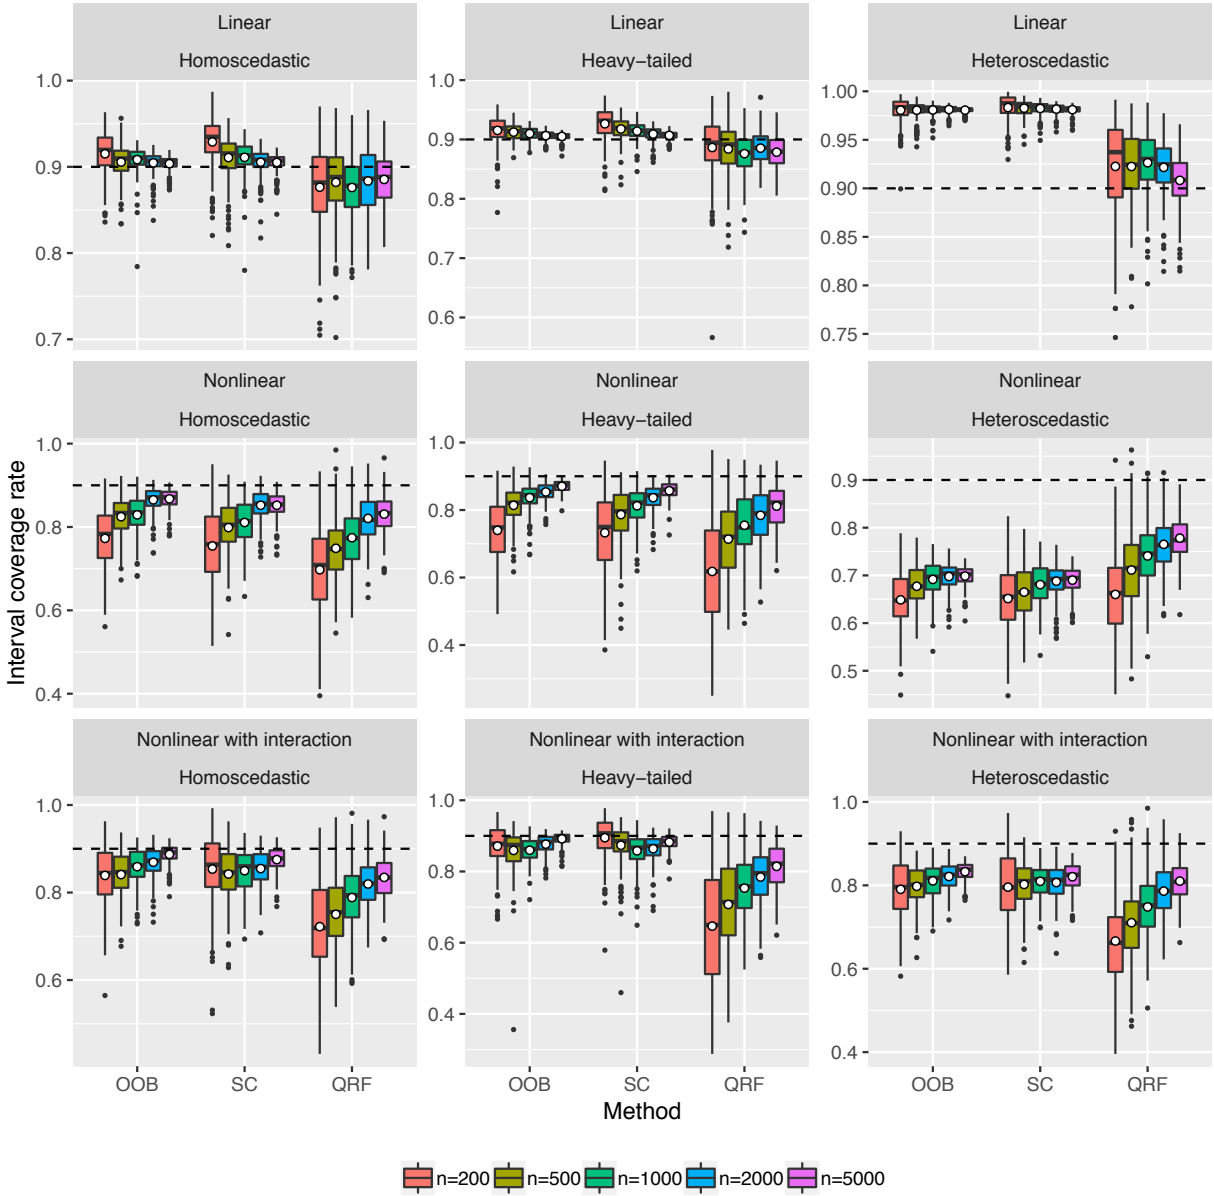 Linear
Homoscedastic
1.0
0.9
0.8
0.7
Linear
Heavy−tailed
1.0
0.9
0.8
0.7
0.6
Linear
Heteroscedastic
1.00
0.95
0.90
0.85
0.80
0.75
Interval coverage rate
Nonlinear
Homoscedastic
1.0
0.8
0.6
0.4
Nonlinear
Heavy−tailed
1.0
0.8
0.6
0.4
Nonlinear
Heteroscedastic
0.9
0.8
0.7
0.6
0.5
Nonlinear with interaction
Homoscedastic
1.0
0.8
0.6
Nonlinear with interaction
Heavy−tailed
1.0
0.8
0.6
0.4
Nonlinear with interaction
Heteroscedastic
1.0
0.8
0.6
0.4
OOB SC QRF
OOB SC QRF
OOB SC QRF
Method
n=200 n=500 n=1000 n=2000 n=5000